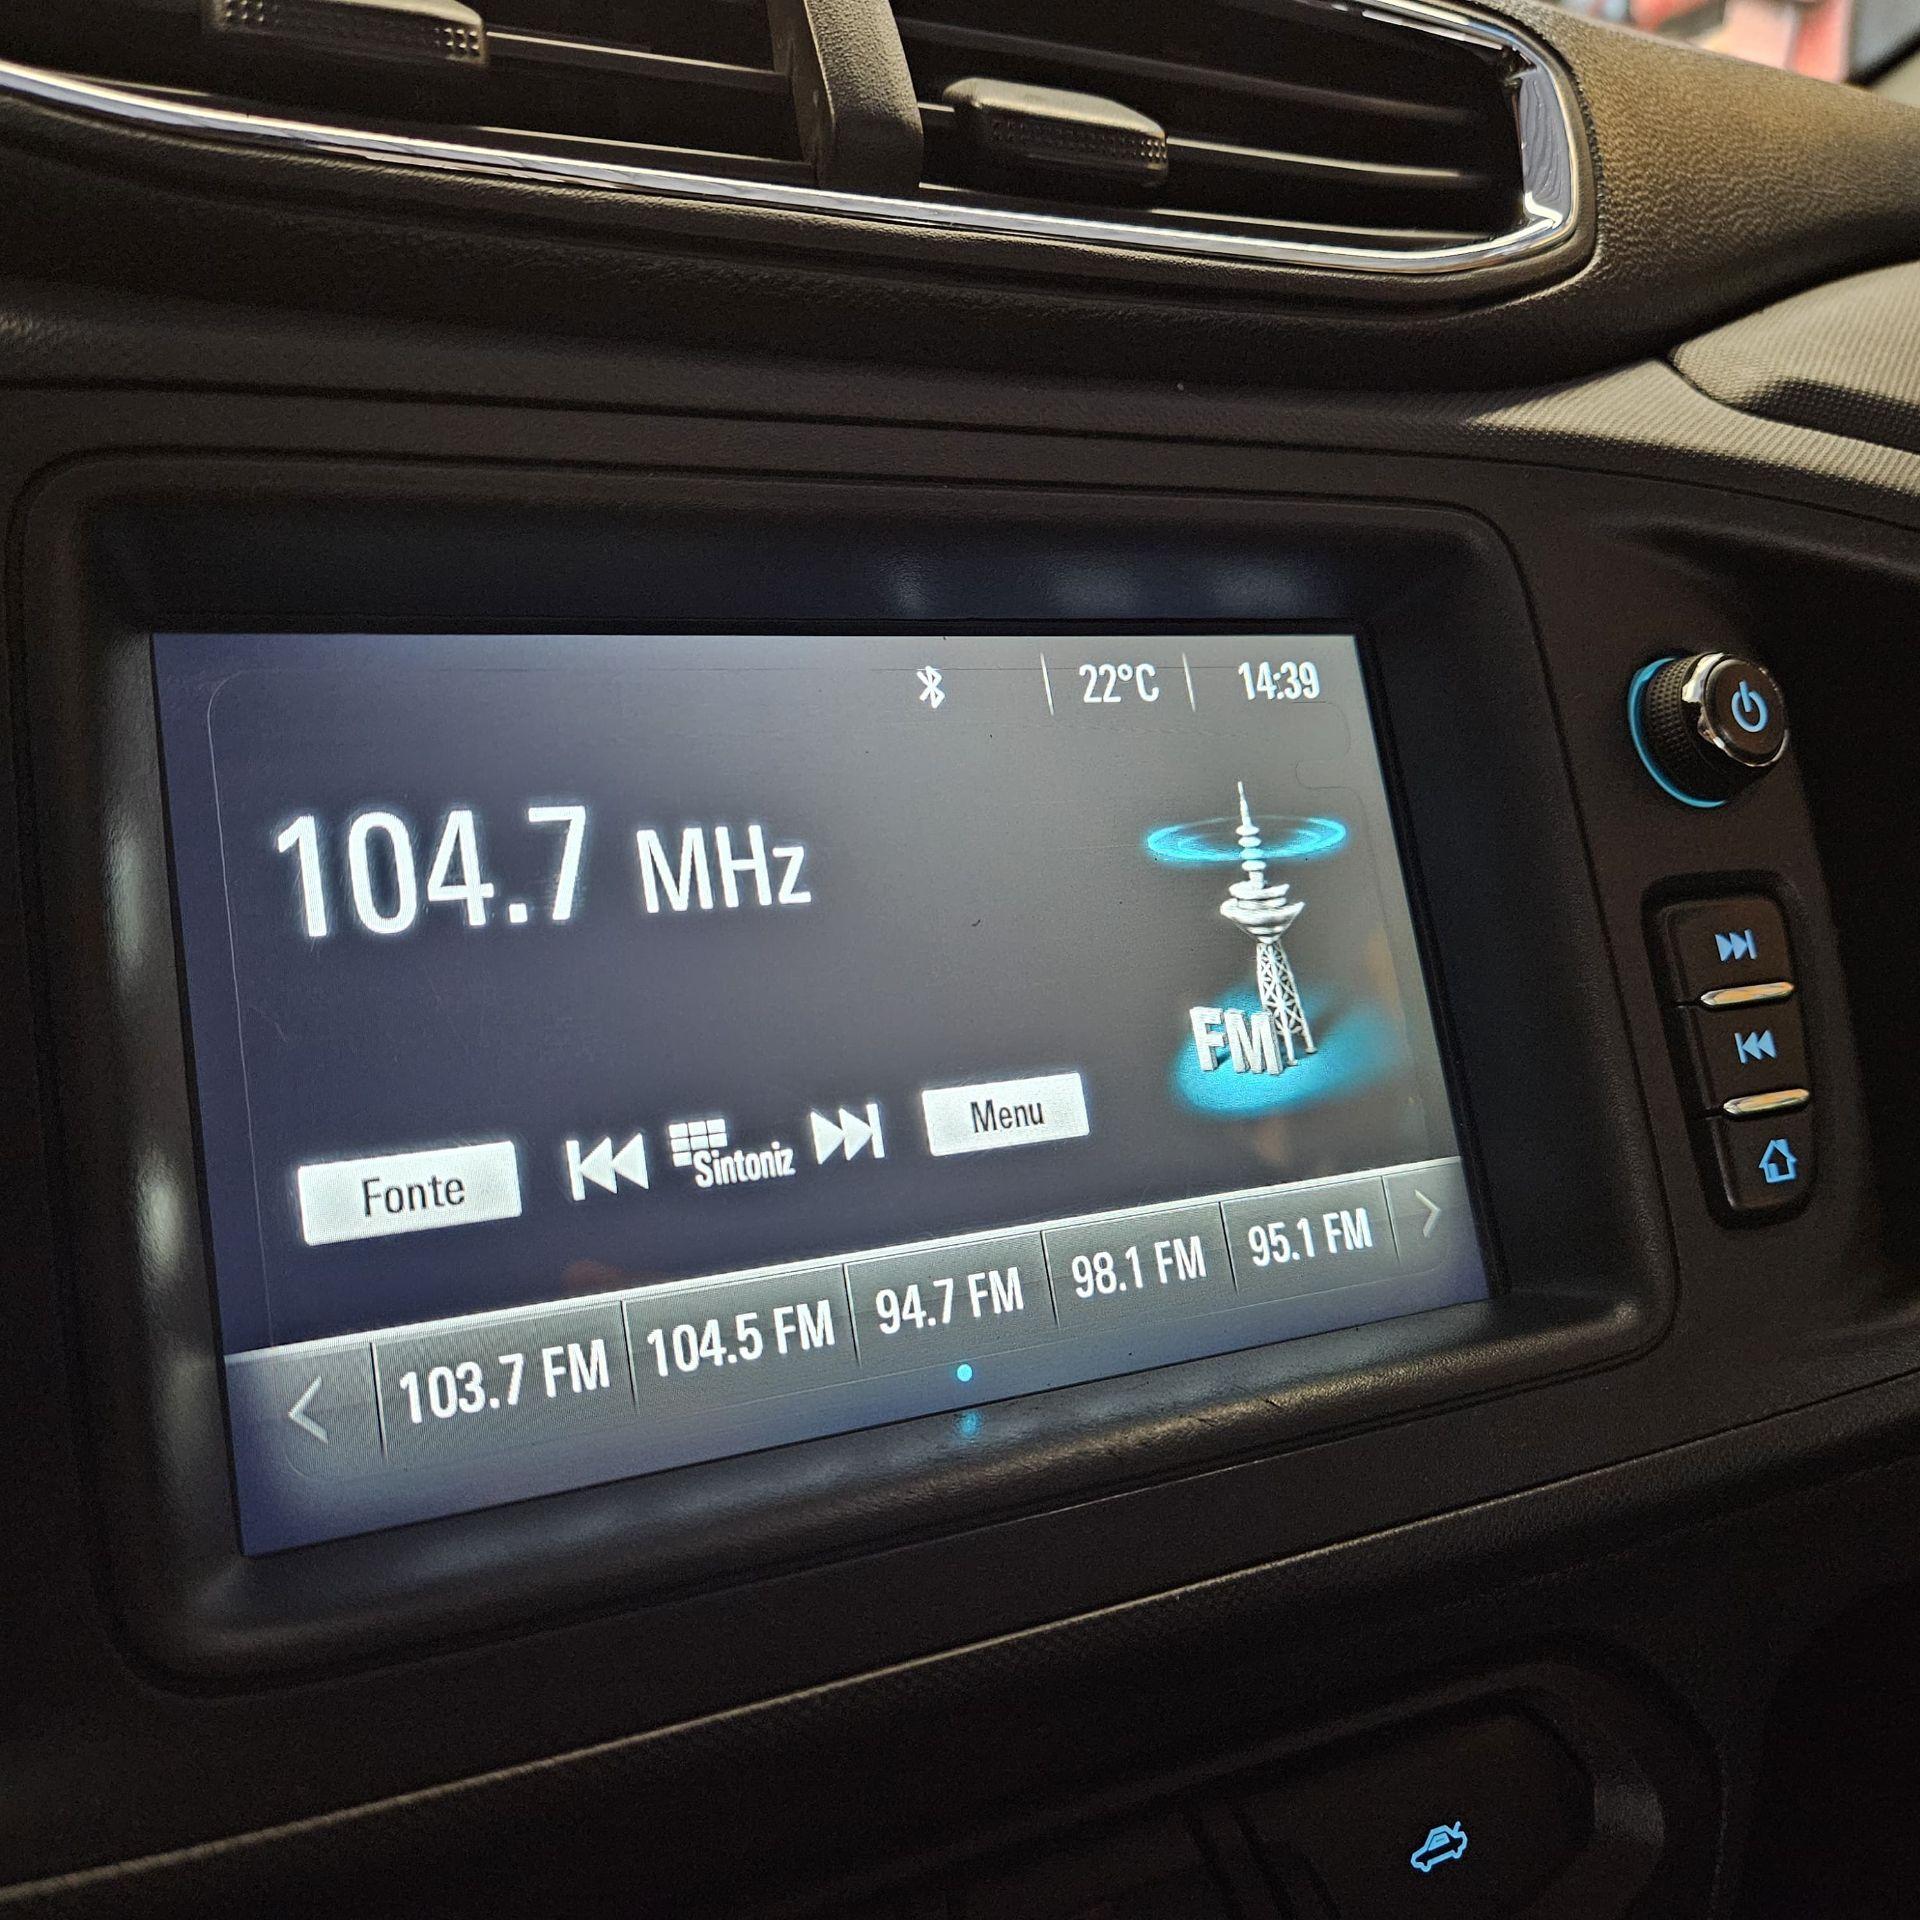 22°C 14:39
104.7 MHz
FM
Fonte Sintoniz Menu
103.7 FM 104.5 FM 94.7 FM 98.1 FM 95.1 FM